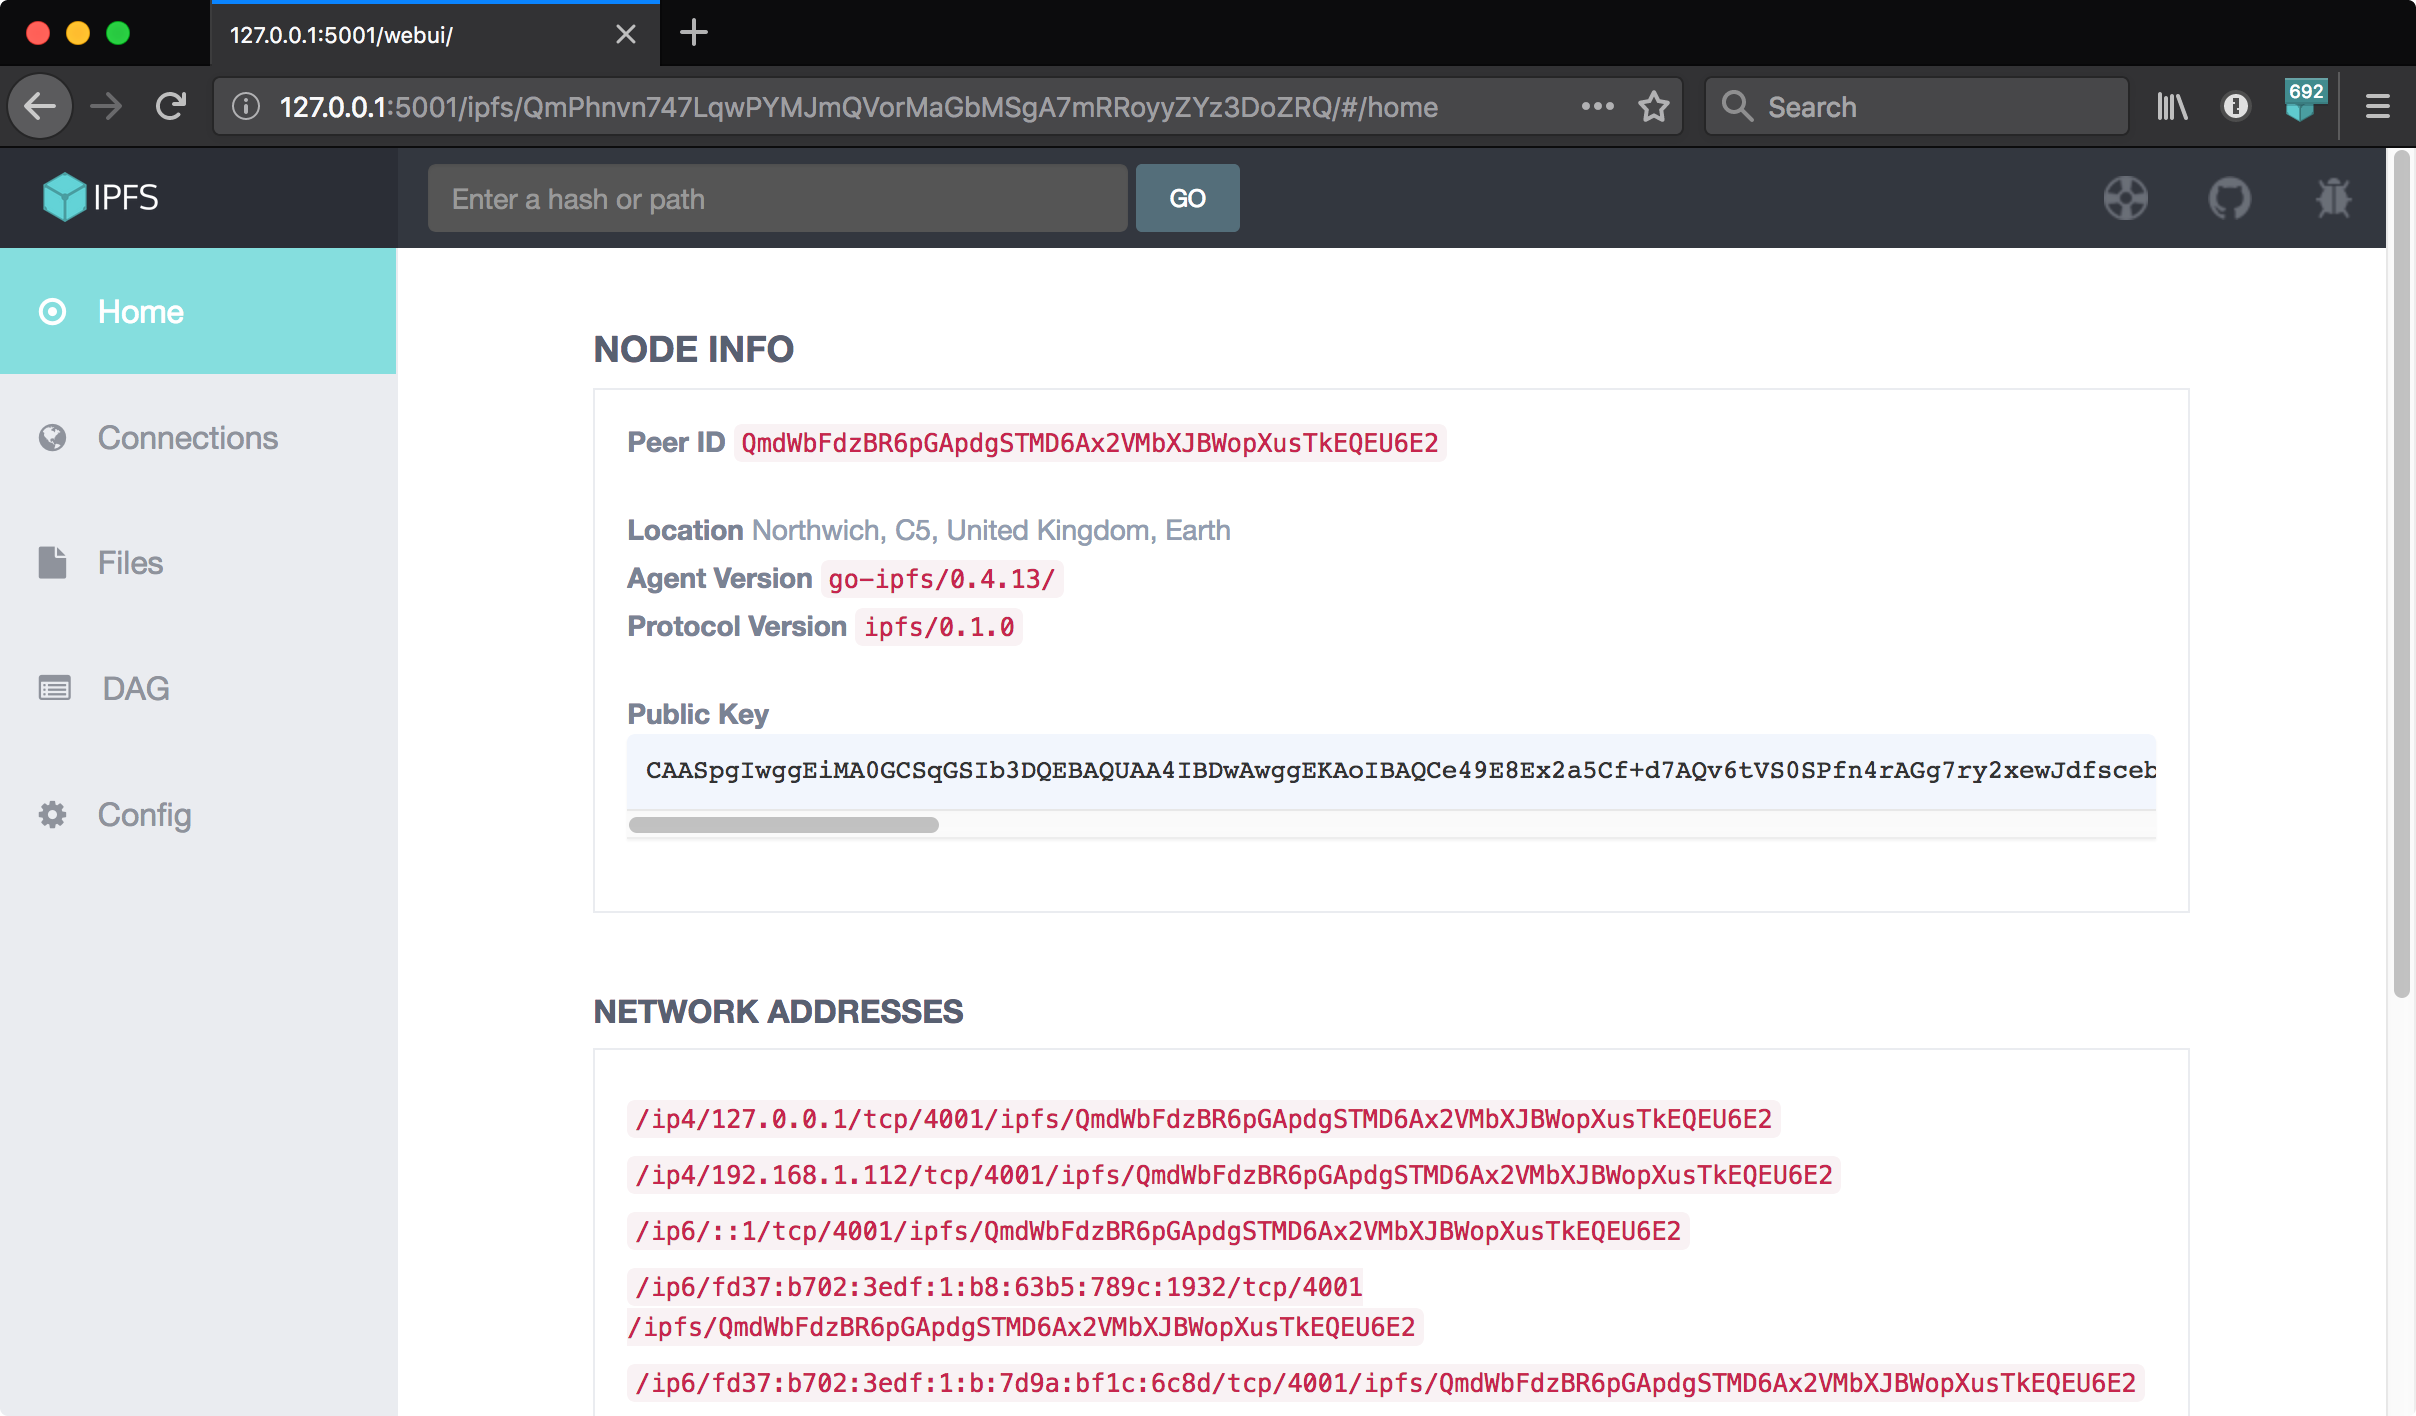 127.0.0.1:5001/webui/
127.0.0.1:5001/ipfs/QmPhnvn747LqwPYMJmQVorMaGbMSgA7mRRoyyZYz3DoZRQ/#/home
Search
692
IPFS
Enter a hash or path
GO
Home
Connections
Files
DAG
Config
NODE INFO
Peer ID QmdWbFdzBR6pGApdgSTMD6Ax2VMbXJBWopXusTkEQEU6E2
Location Northwich, C5, United Kingdom, Earth
Agent Version go-ipfs/0.4.13/
Protocol Version ipfs/0.1.0
Public Key
CAASpgIwggEiMA0GCSqGSIb3DQEBAQUAA4IBDwAwggEKAoIBAQCe49E8Ex2a5Cf+d7AQv6tVS0SPfn4rAGg7ry2xewJdfsceb
NETWORK ADDRESSES
/ip4/127.0.0.1/tcp/4001/ipfs/QmdWbFdzBR6pGApdgSTMD6Ax2VMbXJBWopXusTkEQEU6E2
/ip4/192.168.1.112/tcp/4001/ipfs/QmdWbFdzBR6pGApdgSTMD6Ax2VMbXJBWopXusTkEQEU6E2
/ip6/::1/tcp/4001/ipfs/QmdWbFdzBR6pGApdgSTMD6Ax2VMbXJBWopXusTkEQEU6E2
/ip6/fd37:b702:3edf:1:b8:63b5:789c:1932/tcp/4001
/ipfs/QmdWbFdzBR6pGApdgSTMD6Ax2VMbXJBWopXusTkEQEU6E2
/ip6/fd37:b702:3edf:1:b:7d9a:bf1c:6c8d/tcp/4001/ipfs/QmdWbFdzBR6pGApdgSTMD6Ax2VMbXJBWopXusTkEQEU6E2